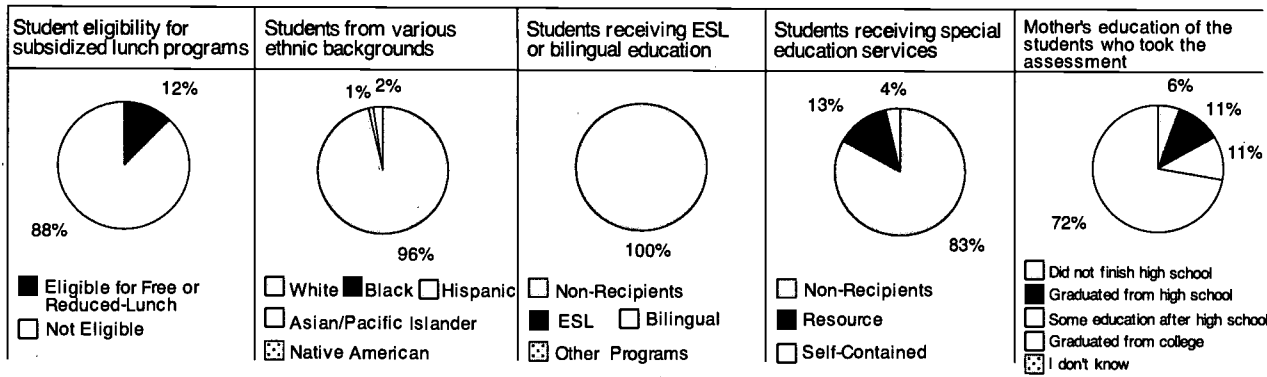 Student eligibility for
subsidized lunch programs
12%
88%
Eligible for Free or
Reduced-Lunch
Not Eligible
Students from various
ethnic backgrounds
1% 2%
96%
White Black Hispanic
Asian/Pacific Islander
Native American
Students receiving ESL
or bilingual education
100%
Non-Recipients
ESL Bilingual
Other Programs
Students receiving special
education services
4%
13%
83%
Non-Recipients
Resource
Self-Contained
Mother's education of the
students who took the
assessment
6%
11%
11%
72%
Did not finish high school
Graduated from high school
Some education after high school
Graduated from college
I don't know